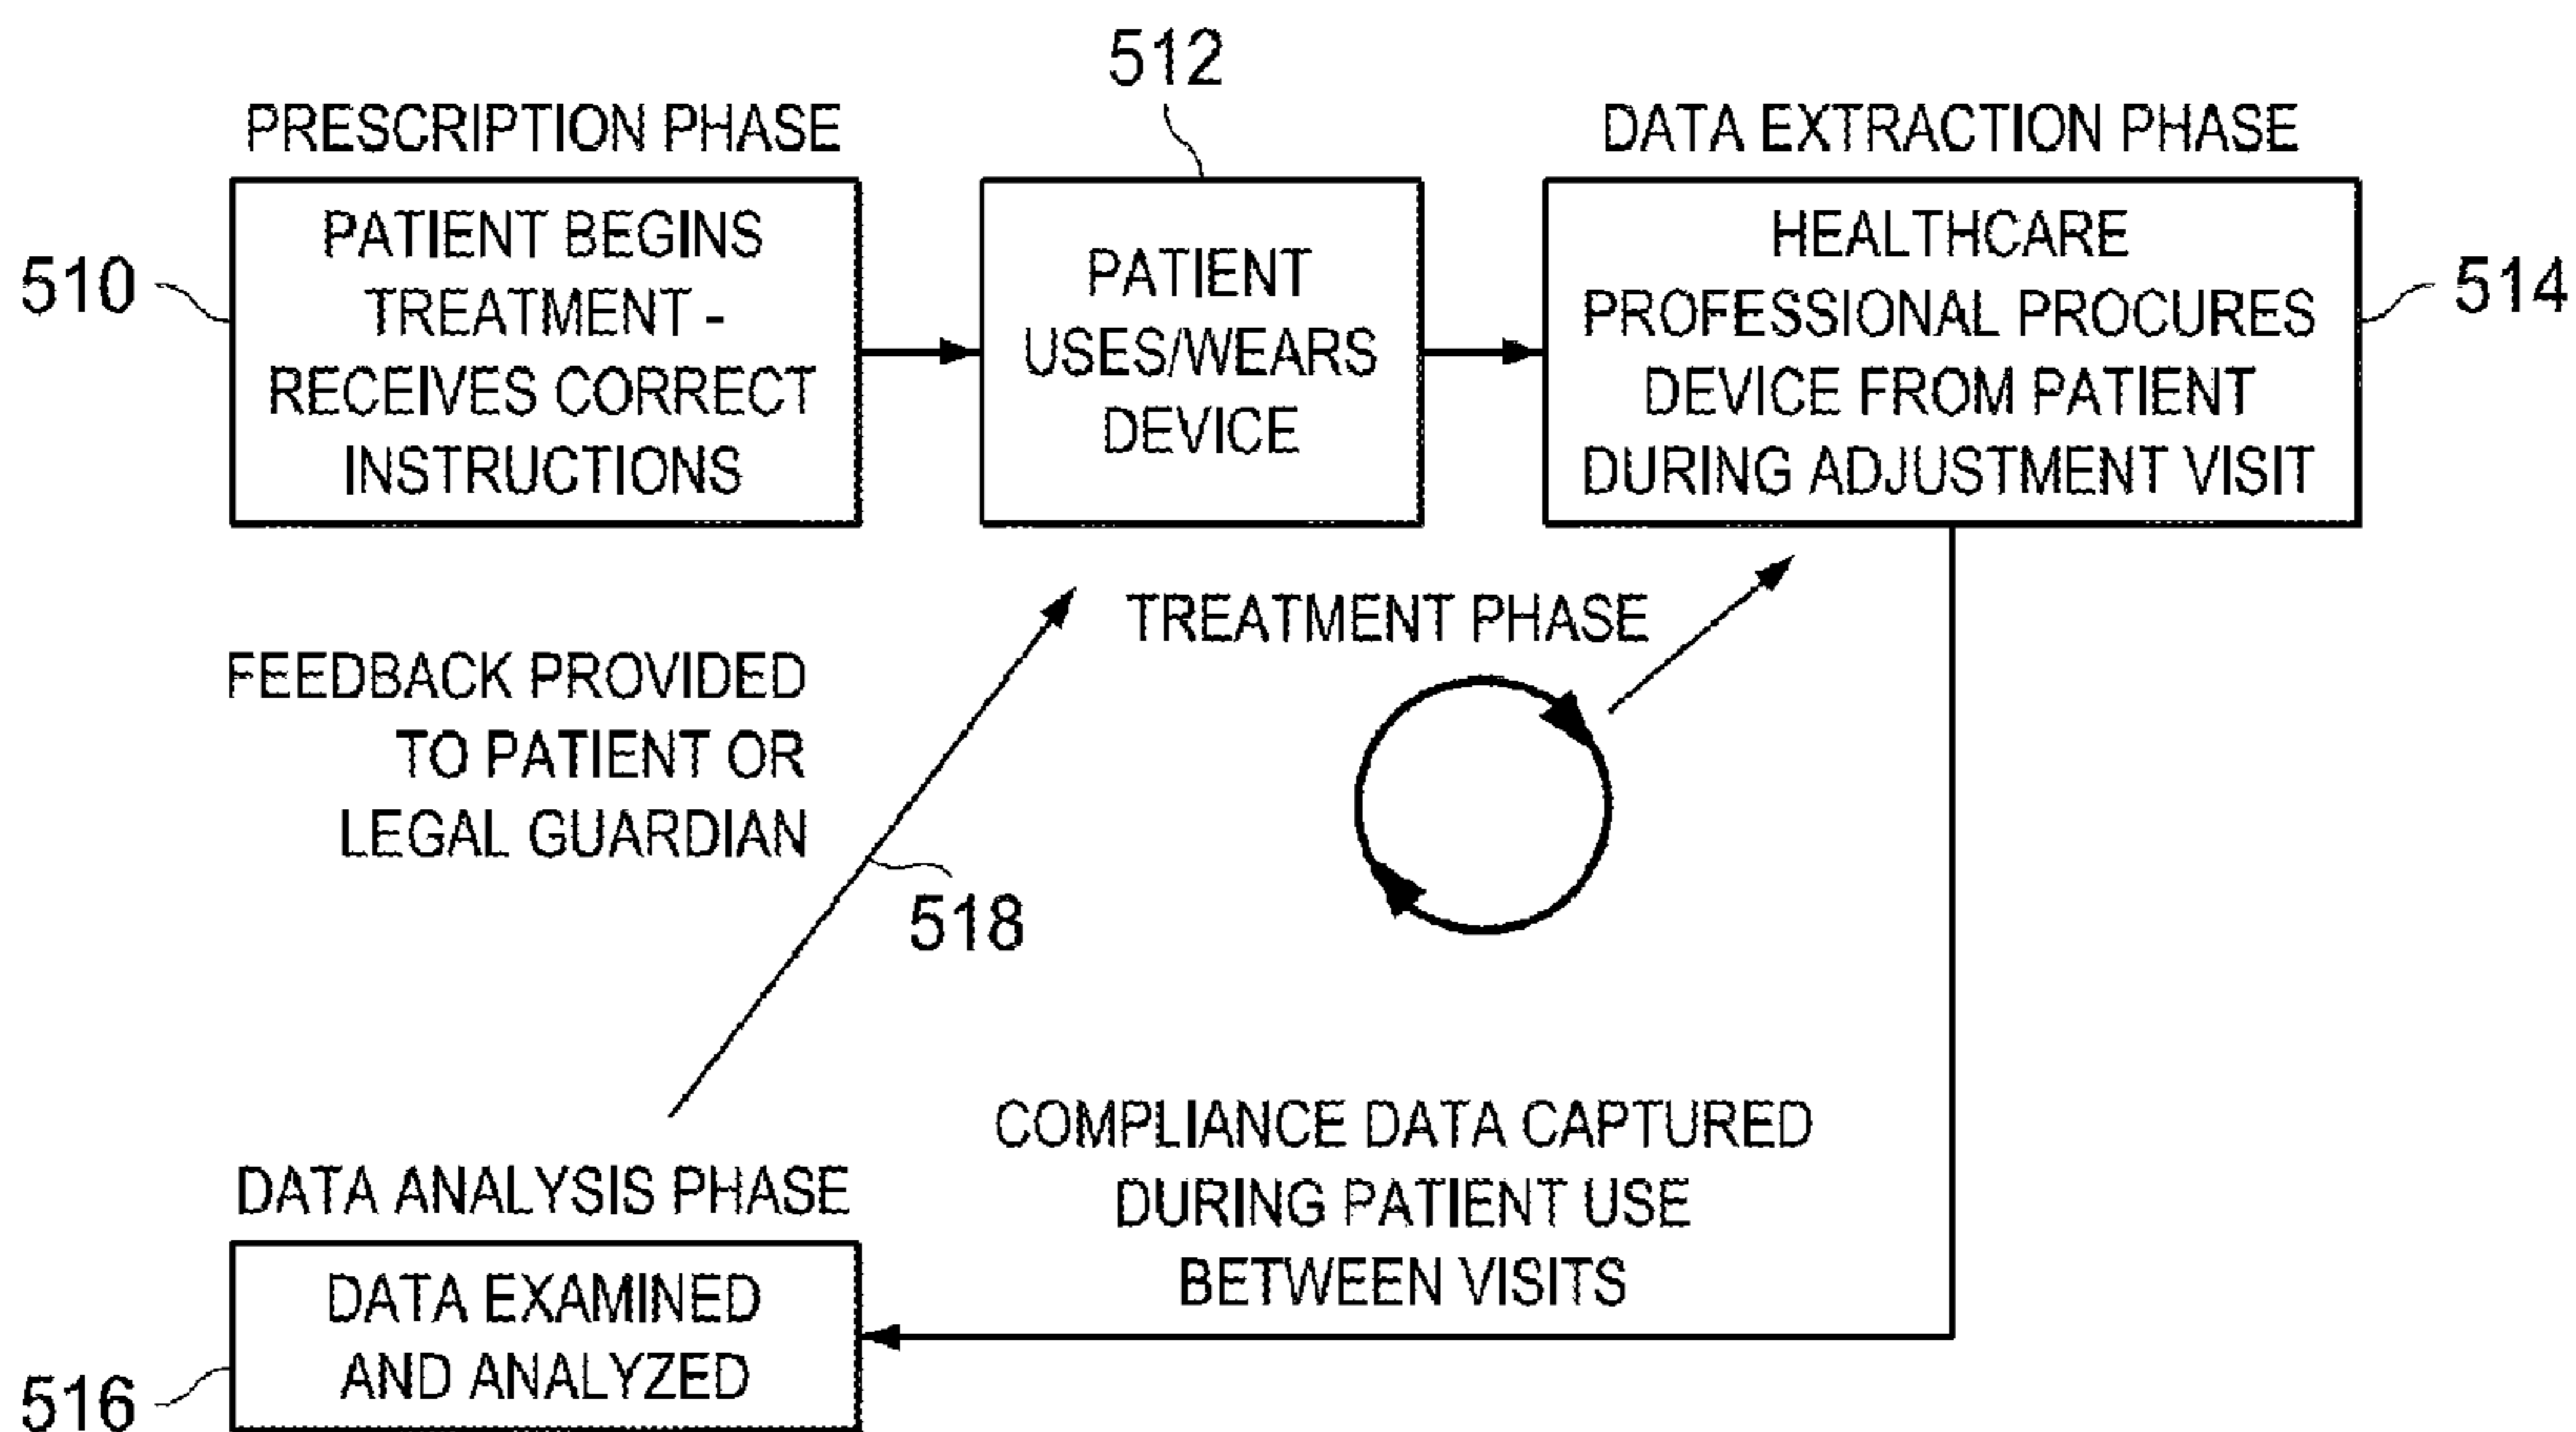 512
PRESCRIPTION PHASE
DATA EXTRACTION PHASE
510
PATIENT BEGINS
TREATMENT -
RECEIVES CORRECT
INSTRUCTIONS
PATIENT
USES/WEARS
DEVICE
HEALTHCARE
PROFESSIONAL PROCURES
DEVICE FROM PATIENT
DURING ADJUSTMENT VISIT
514
TREATMENT PHASE
FEEDBACK PROVIDED
TO PATIENT OR
LEGAL GUARDIAN
518
COMPLIANCE DATA CAPTURED
DURING PATIENT USE
BETWEEN VISITS
DATA ANALYSIS PHASE
DATA EXAMINED
AND ANALYZED
516